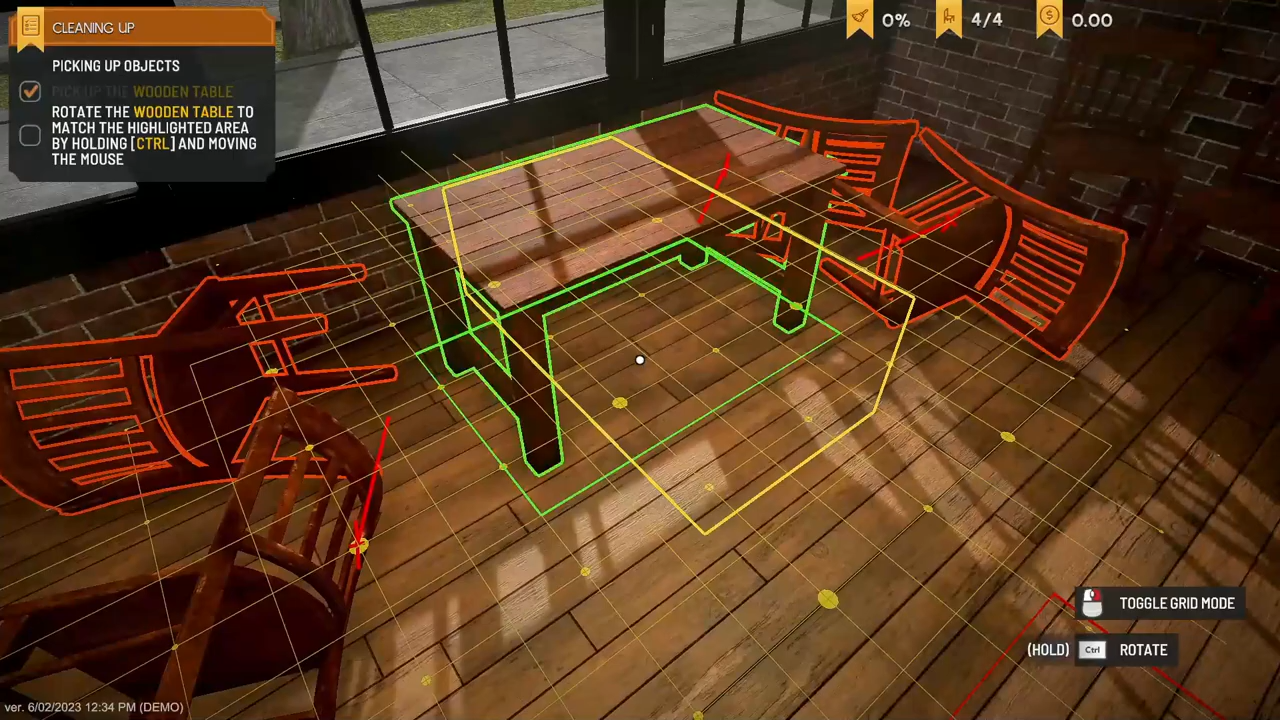 CLEANING UP
0%
4/4
0.00
PICKING UP OBJECTS
PICK UP THE WOODEN TABLE
ROTATE THE WOODEN TABLE TO
MATCH THE HIGHLIGHTED AREA
BY HOLDING [CTRL] AND MOVING
THE MOUSE
TOGGLE GRID MODE
(HOLD) Ctrl ROTATE
ver. 6/02/2023 12:34 PM (DEMO)